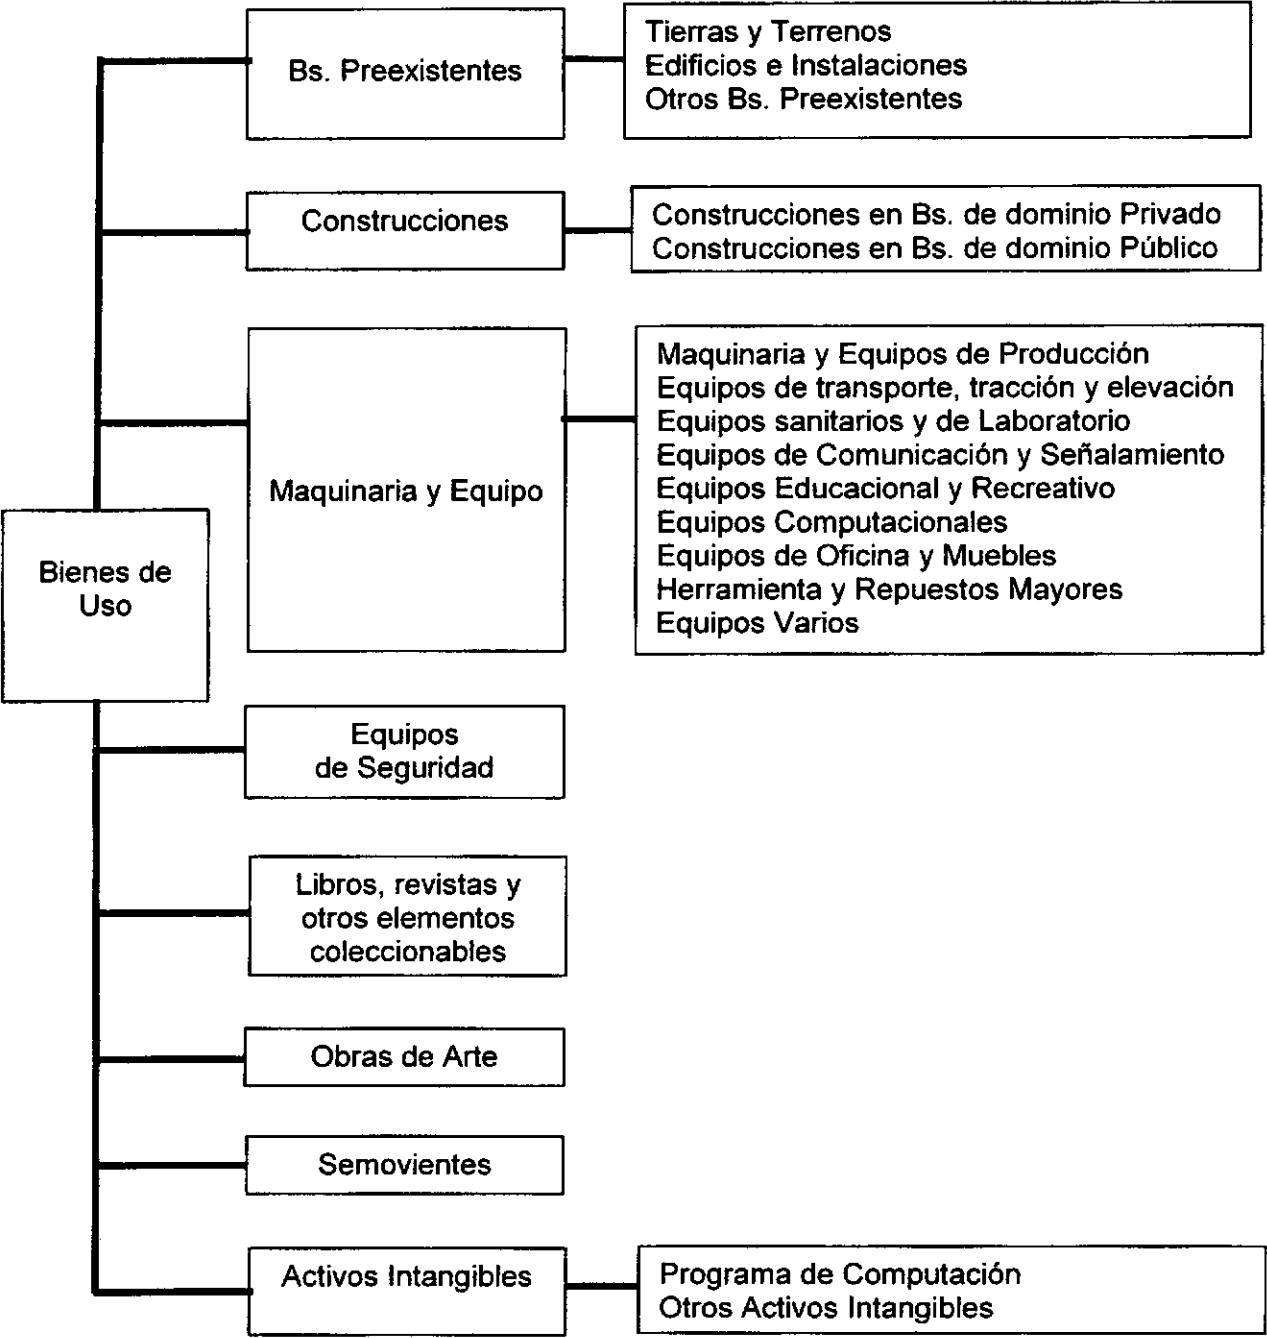 Bs. Preexistentes
Tierras y Terrenos
Edificios e Instalaciones
Otros Bs. Preexistentes
Construcciones
Construcciones en Bs. de dominio Privado
Construcciones en Bs. de dominio Público
Maquinaria y Equipo
Maquinaria y Equipos de Producción
Equipos de transporte, tracción y elevación
Equipos sanitarios y de Laboratorio
Equipos de Comunicación y Señalamiento
Equipos Educacional y Recreativo
Equipos Computacionales
Equipos de Oficina y Muebles
Herramienta y Repuestos Mayores
Equipos Varios
Bienes de
Uso
Equipos
de Seguridad
Libros, revistas y
otros elementos
coleccionables
Obras de Arte
Semovientes
Activos Intangibles
Programa de Computación
Otros Activos Intangibles